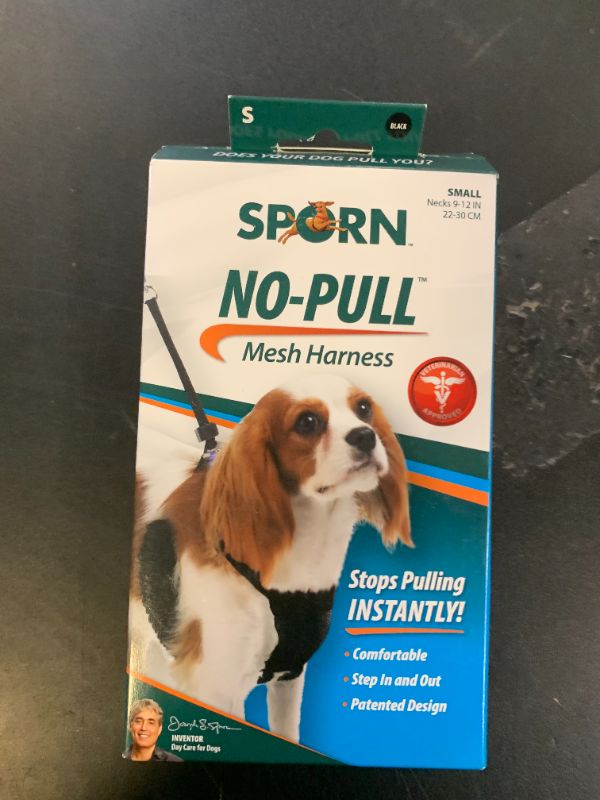 S
BLACK
DOES YOUR DOG PULL YOU?
SMALL
Necks 9-12 IN
22-30 CM
SPORN™
NO-PULL™
Mesh Harness
VETERINARIAN
APPROVED
Stops Pulling
INSTANTLY!
• Comfortable
• Step In and Out
• Patented Design
INVENTOR
Day Care for Dogs